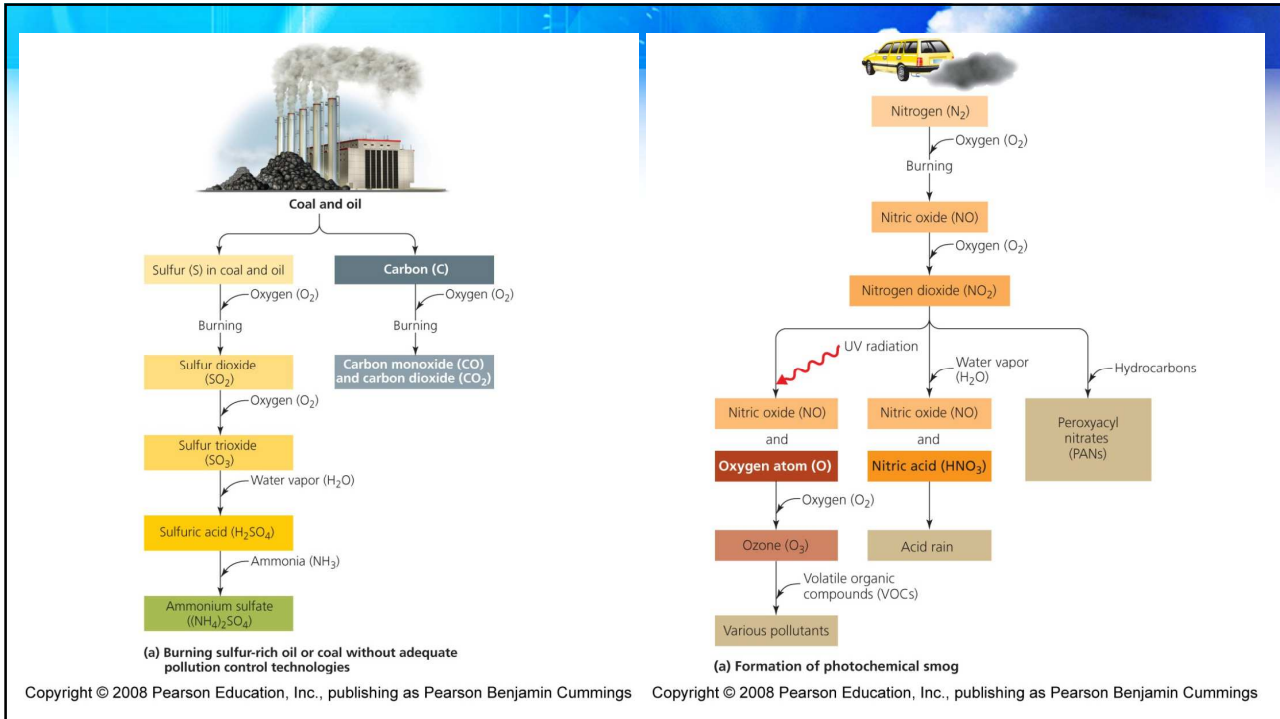 Coal and oil
Sulfur (S) in coal and oil
Carbon (C)
Oxygen (O₂)
Oxygen (O₂)
Burning
Burning
Sulfur dioxide
(SO₂)
Carbon monoxide (CO)
and carbon dioxide (CO₂)
Oxygen (O₂)
Sulfur trioxide
(SO₃)
Water vapor (H₂O)
Sulfuric acid (H₂SO₄)
Ammonia (NH₃)
Ammonium sulfate
((NH₄)₂SO₄)
(a) Burning sulfur-rich oil or coal without adequate
pollution control technologies
Copyright © 2008 Pearson Education, Inc., publishing as Pearson Benjamin Cummings
Nitrogen (N₂)
Oxygen (O₂)
Burning
Nitric oxide (NO)
Oxygen (O₂)
Nitrogen dioxide (NO₂)
UV radiation
Water vapor
(H₂O)
Hydrocarbons
Nitric oxide (NO)
and
Oxygen atom (O)
Nitric oxide (NO)
and
Nitric acid (HNO₃)
Peroxyacyl
nitrates
(PANs)
Oxygen (O₂)
Ozone (O₃)
Acid rain
Volatile organic
compounds (VOCs)
Various pollutants
(a) Formation of photochemical smog
Copyright © 2008 Pearson Education, Inc., publishing as Pearson Benjamin Cummings